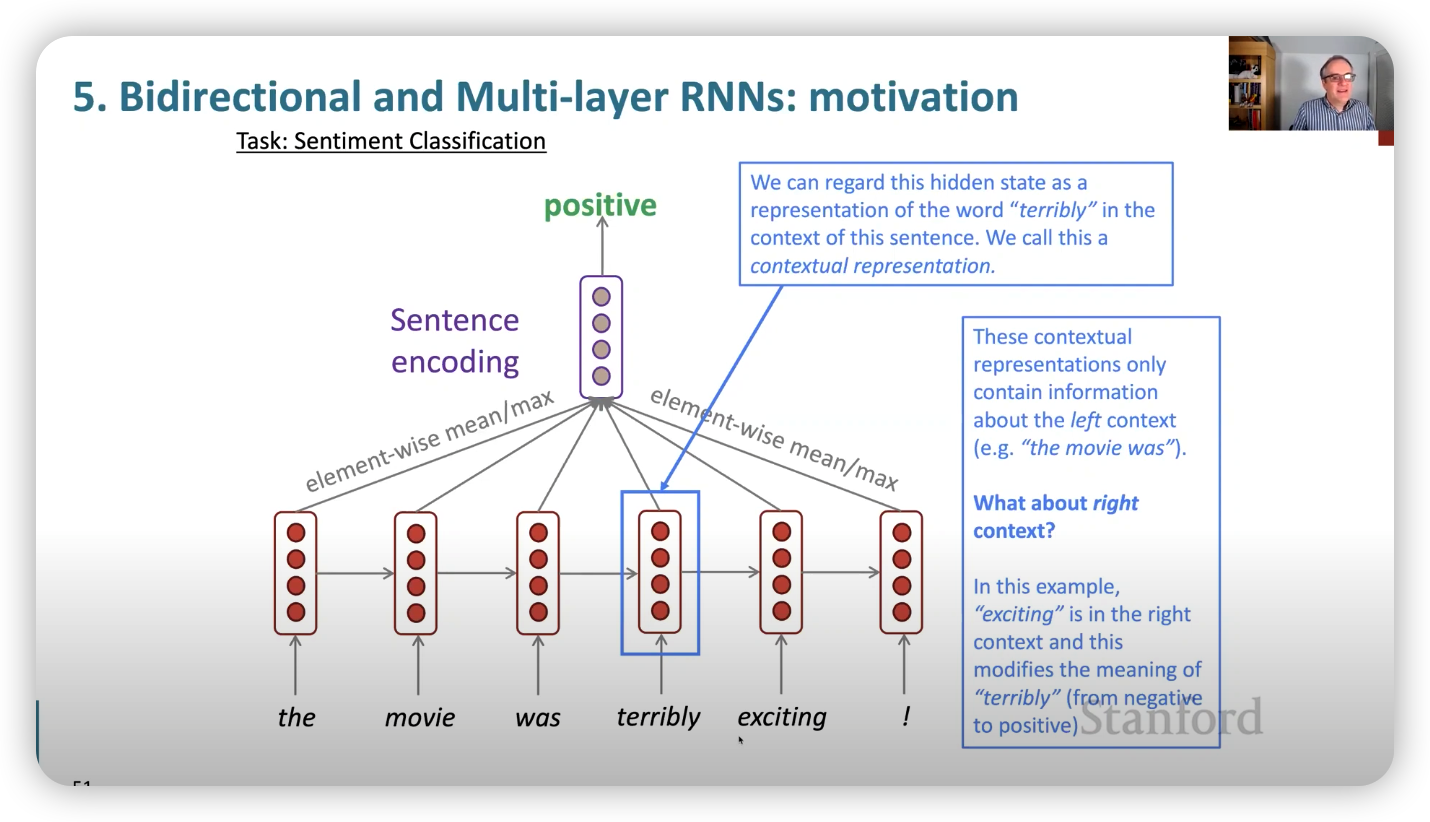 5. Bidirectional and Multi-layer RNNs: motivation
Task: Sentiment Classification
positive
We can regard this hidden state as a
representation of the word “terribly” in the
context of this sentence. We call this a
contextual representation.
Sentence
encoding
element-wise mean/max
element-wise mean/max
These contextual
representations only
contain information
about the left context
(e.g. “the movie was”).
What about right
context?
In this example,
“exciting” is in the right
context and this
modifies the meaning of
“terribly” (from negative
to positive)
Stanford
the movie was terribly exciting !
51